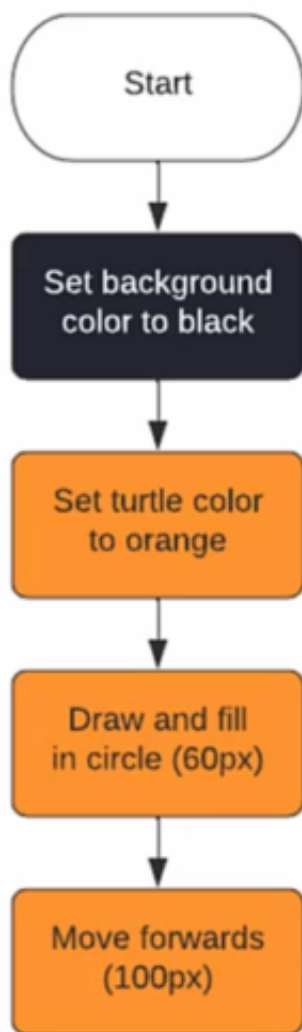 Start
Set background
color to black
Set turtle color
to orange
Draw and fill
in circle (60px)
Move forwards
(100px)